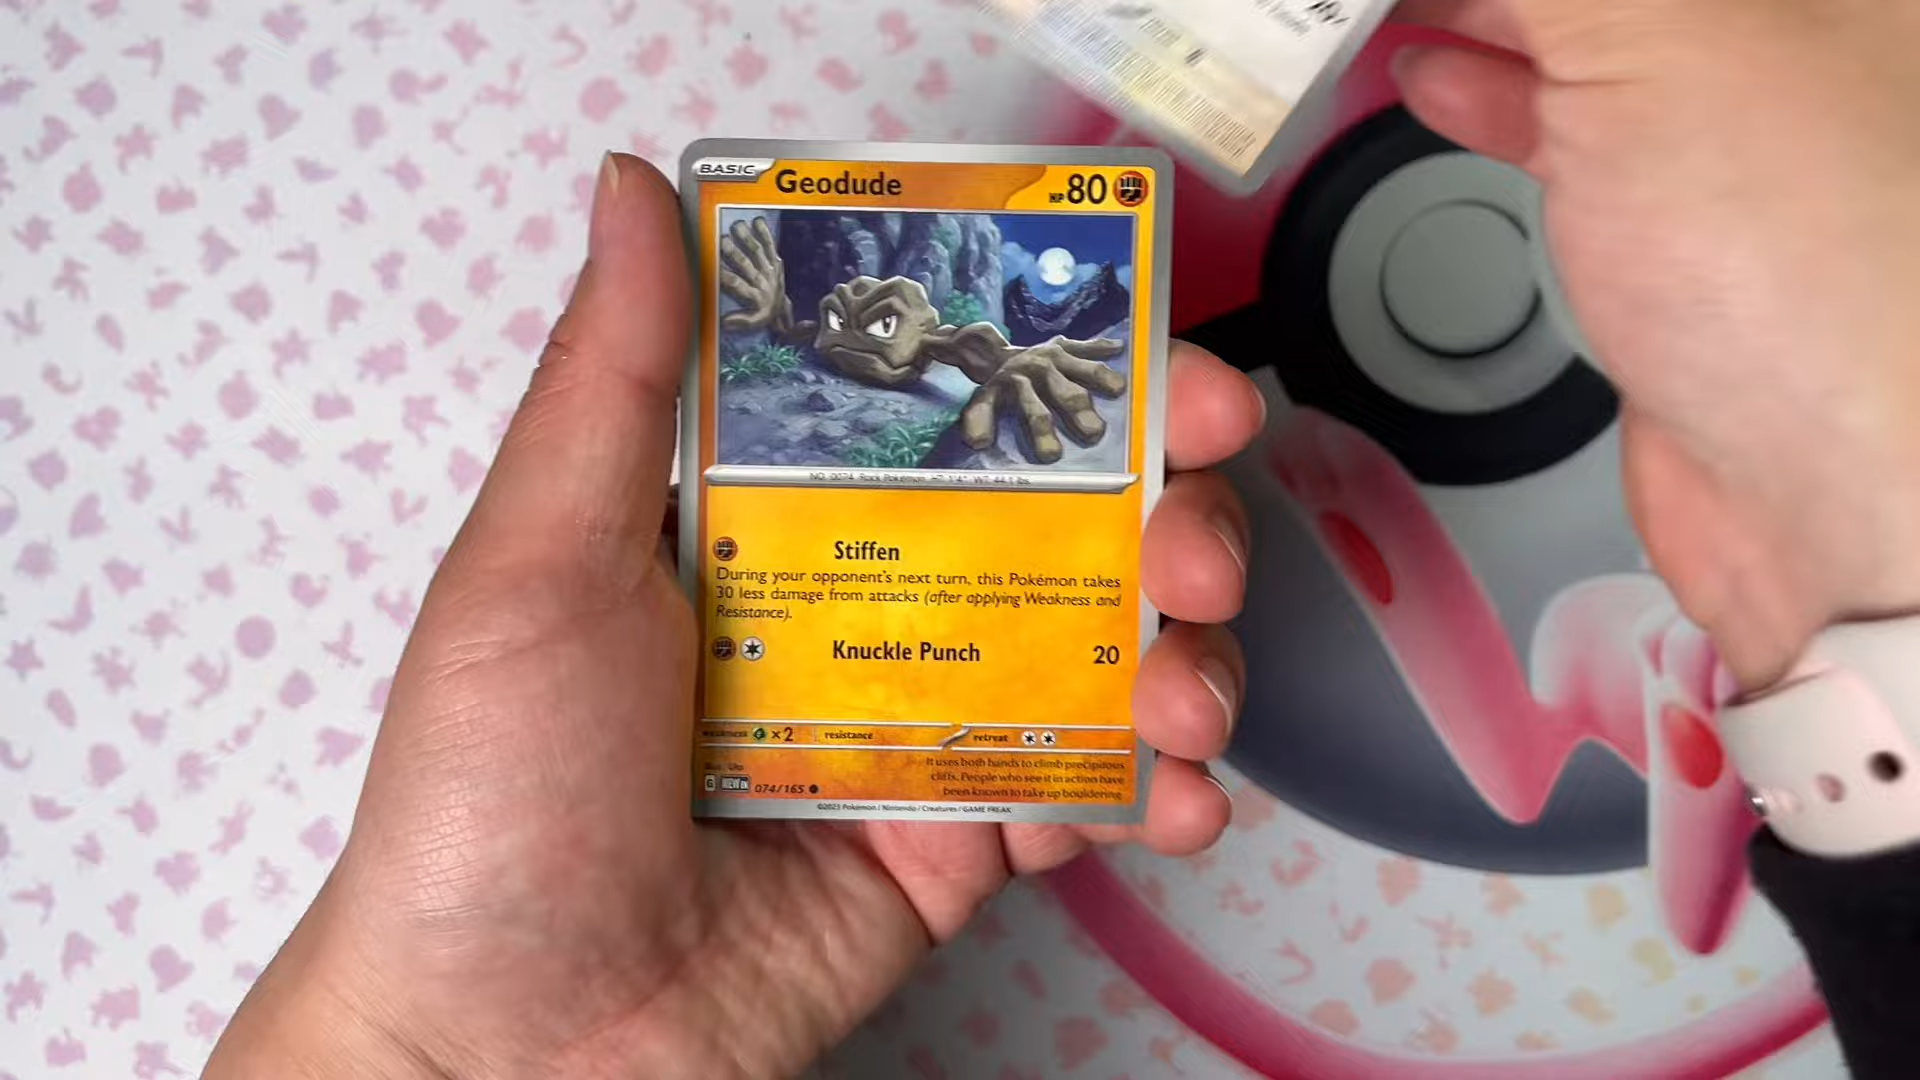 BASIC Geodude HP 80
NO. 0074 Rock Pokémon HT: 1'4" WT: 44.1 lbs.
Stiffen
During your opponent's next turn, this Pokémon takes
30 less damage from attacks (after applying Weakness and
Resistance).
Knuckle Punch 20
weakness ×2 resistance retreat
It uses both hands to climb precipitous
cliffs. People who see it in action have
been known to take up bouldering.
G MEW EN 074/165
©2023 Pokémon / Nintendo / Creatures / GAME FREAK